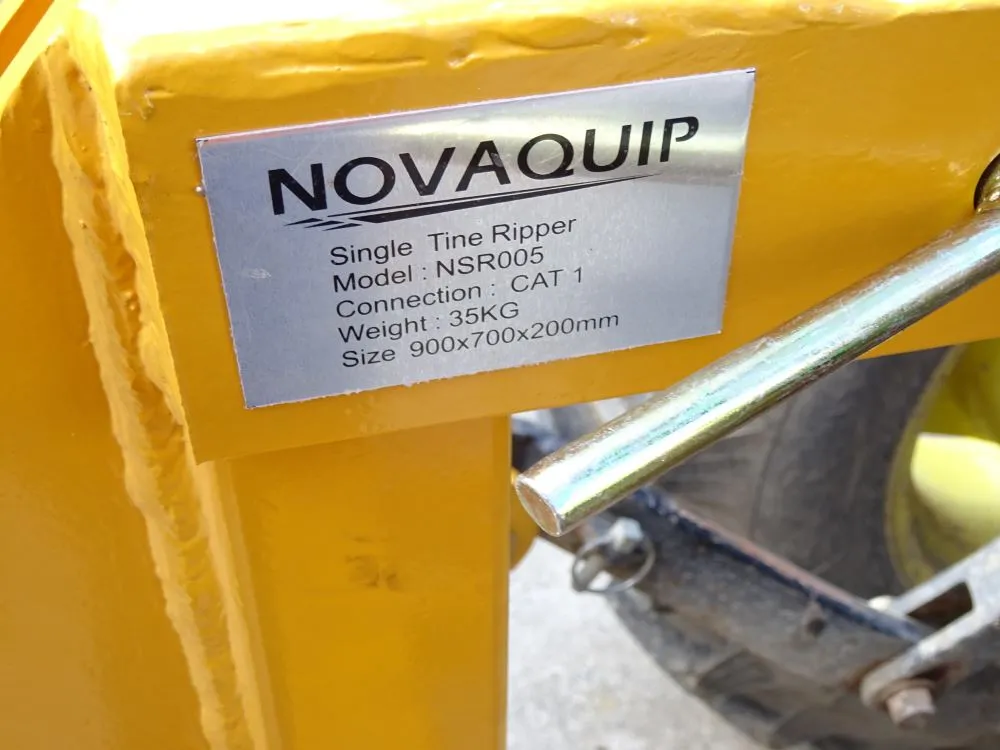 NOVAQUIP
Single Tine Ripper
Model : NSR005
Connection : CAT 1
Weight : 35KG
Size 900x700x200mm